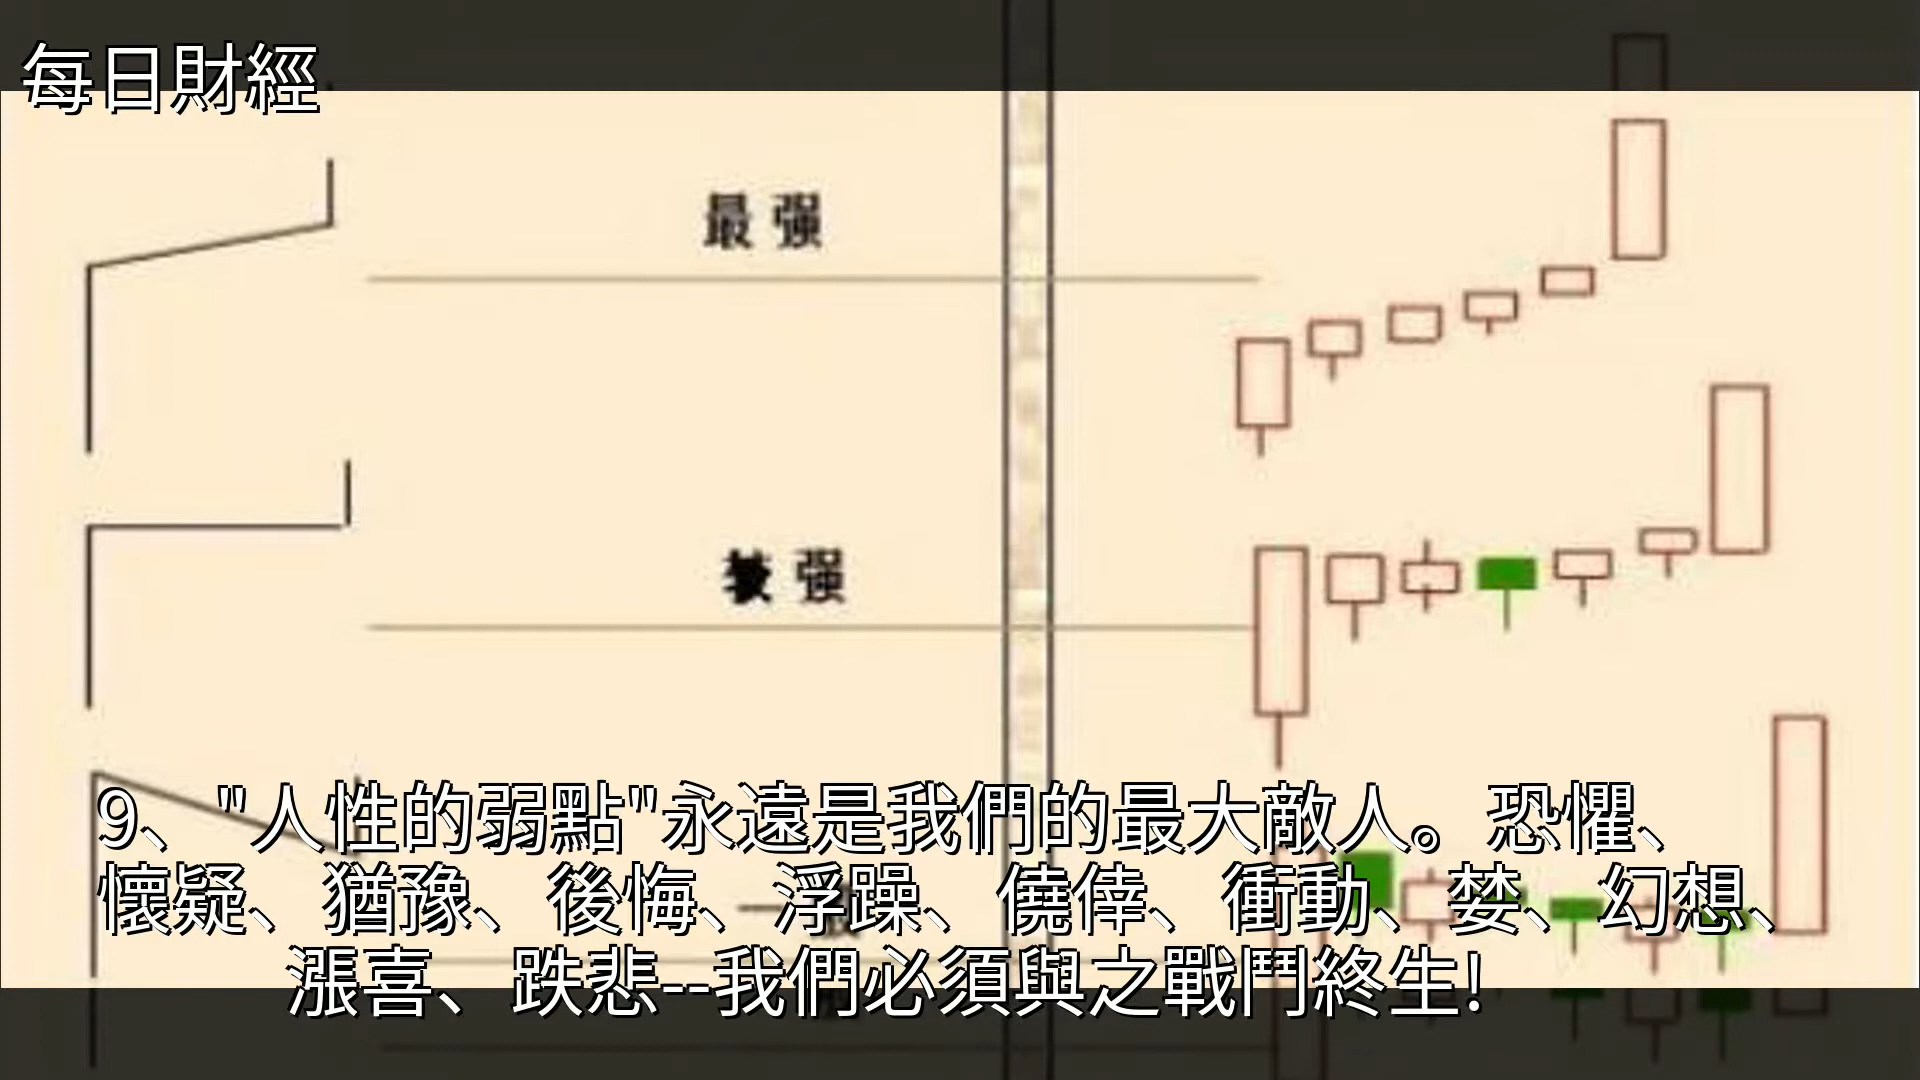 每日財經
最强
较强
9、"人性的弱點"永遠是我們的最大敵人。恐懼、
懷疑、猶豫、後悔、浮躁、僥倖、衝動、婪、幻想、
漲喜、跌悲--我們必須與之戰鬥終生!